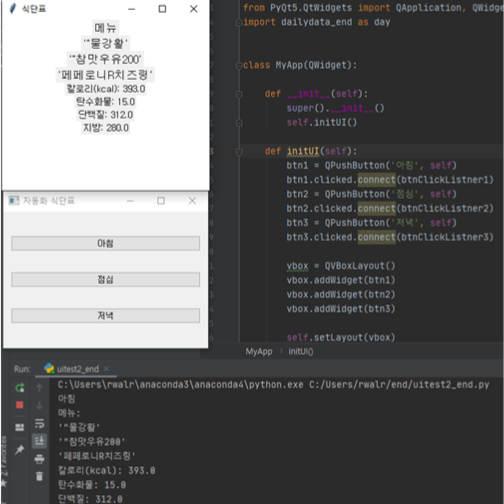 식단표
메뉴
'"물강활'
'"참맛우유200'
'페페로니R치즈링'
칼로리(kcal): 393.0
탄수화물: 15.0
단백질: 312.0
지방: 280.0
자동화 식단표
아침
점심
저녁
from PyQt5.QtWidgets import QApplication, QWidget
import dailydata_end as day
class MyApp(QWidget):
def __init__(self):
super().__init__()
self.initUI()
def initUI(self):
btn1 = QPushButton('아침', self)
btn1.clicked.connect(btnClickListner1)
btn2 = QPushButton('점심', self)
btn2.clicked.connect(btnClickListner2)
btn3 = QPushButton('저녁', self)
btn3.clicked.connect(btnClickListner3)
vbox = QVBoxLayout()
vbox.addWidget(btn1)
vbox.addWidget(btn2)
vbox.addWidget(btn3)
self.setLayout(vbox)
MyApp > initUI()
Run: uitest2_end
C:\Users\rwalr\anaconda3\anaconda4\python.exe C:/Users/rwalr/end/uitest2_end.py
아침
메뉴:
'"물강활'
'"참맛우유200'
'페페로니R치즈링'
칼로리(kcal): 393.0
탄수화물: 15.0
단백질: 312.0
2: Favorites